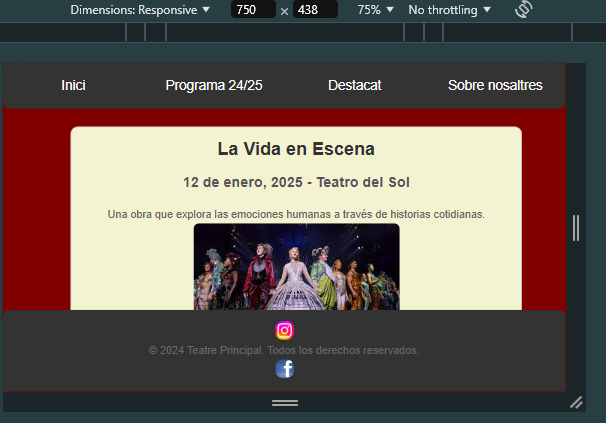 Dimensions: Responsive ▼ 750 × 438 75% ▼ No throttling ▼
Inici Programa 24/25 Destacat Sobre nosaltres
La Vida en Escena
12 de enero, 2025 - Teatro del Sol
Una obra que explora las emociones humanas a través de historias cotidianas.
© 2024 Teatre Principal. Todos los derechos reservados.